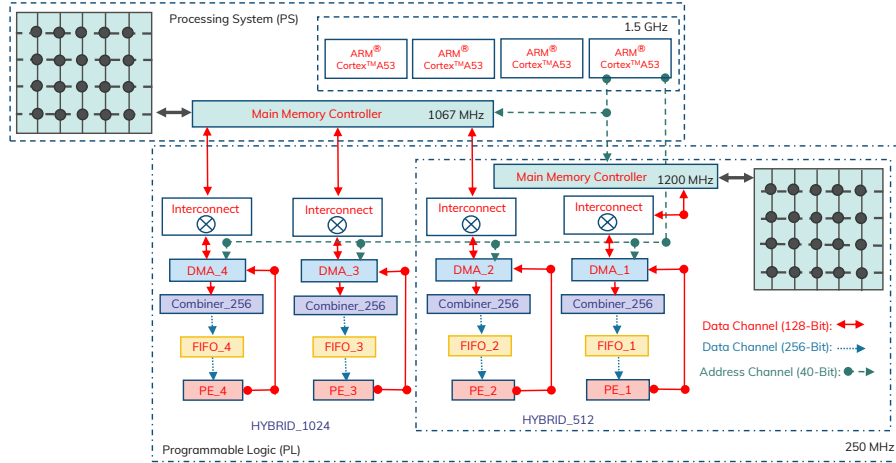 Processing System (PS)
1.5 GHz
ARM®
Cortex™A53
ARM®
Cortex™A53
ARM®
Cortex™A53
ARM®
Cortex™A53
Main Memory Controller
1067 MHz
Main Memory Controller
1200 MHz
Interconnect
Interconnect
Interconnect
Interconnect
DMA_4
DMA_3
DMA_2
DMA_1
Combiner_256
Combiner_256
Combiner_256
Combiner_256
FIFO_4
FIFO_3
FIFO_2
FIFO_1
PE_4
PE_3
PE_2
PE_1
Data Channel (128-Bit):
Data Channel (256-Bit):
Address Channel (40-Bit):
HYBRID_1024
HYBRID_512
Programmable Logic (PL)
250 MHz